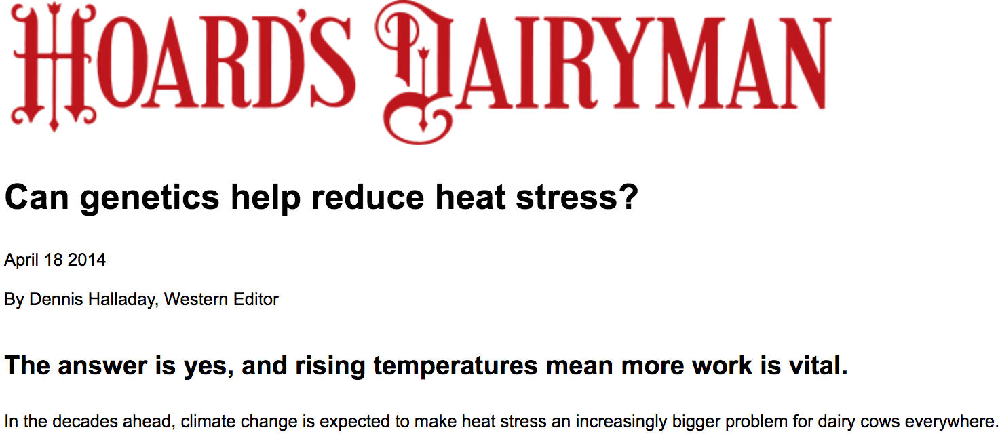 HOARD'S DAIRYMAN
Can genetics help reduce heat stress?
April 18 2014
By Dennis Halladay, Western Editor
The answer is yes, and rising temperatures mean more work is vital.
In the decades ahead, climate change is expected to make heat stress an increasingly bigger problem for dairy cows everywhere.